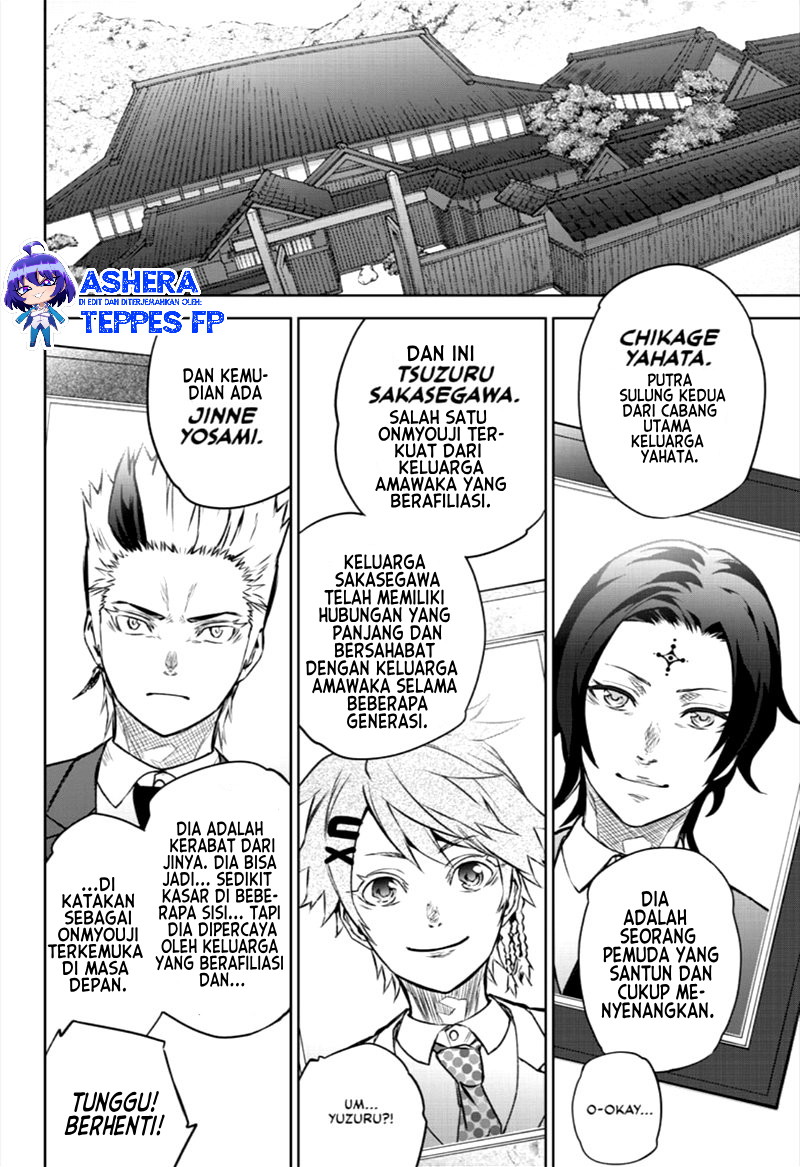 ASHERA
DI EDIT DAN DITERJEMAHKAN OLEH:
TEPPES FP
CHIKAGE
YAHATA.
PUTRA
SULUNG KEDUA
DARI CABANG
UTAMA
KELUARGA
YAHATA.
DIA
ADALAH
SEORANG
PEMUDA YANG
SANTUN DAN
CUKUP ME-
NYENANGKAN.
O-OKAY...
DAN INI
TSUZURU
SAKASEGAWA.
SALAH SATU
ONMYOUJI TER-
KUAT DARI
KELUARGA
AMAWAKA YANG
BERAFILIASI.
KELUARGA
SAKASEGAWA
TELAH MEMILIKI
HUBUNGAN YANG
PANJANG DAN
BERSAHABAT
DENGAN KELUARGA
AMAWAKA SELAMA
BEBERAPA
GENERASI.
UX
UM...
YUZURU?!
DAN KEMU-
DIAN ADA
JINNE
YOSAMI.
DIA ADALAH
KERABAT DARI
JINYA. DIA BISA
JADI... SEDIKIT
KASAR DI BEBE-
RAPA SISI... TAPI
DIA DIPERCAYA
OLEH KELUARGA
YANG BERAFILIASI
DAN...
...DI
KATAKAN
SEBAGAI
ONMYOUJI
TERKEMUKA
DI MASA
DEPAN.
TUNGGU!
BERHENTI!